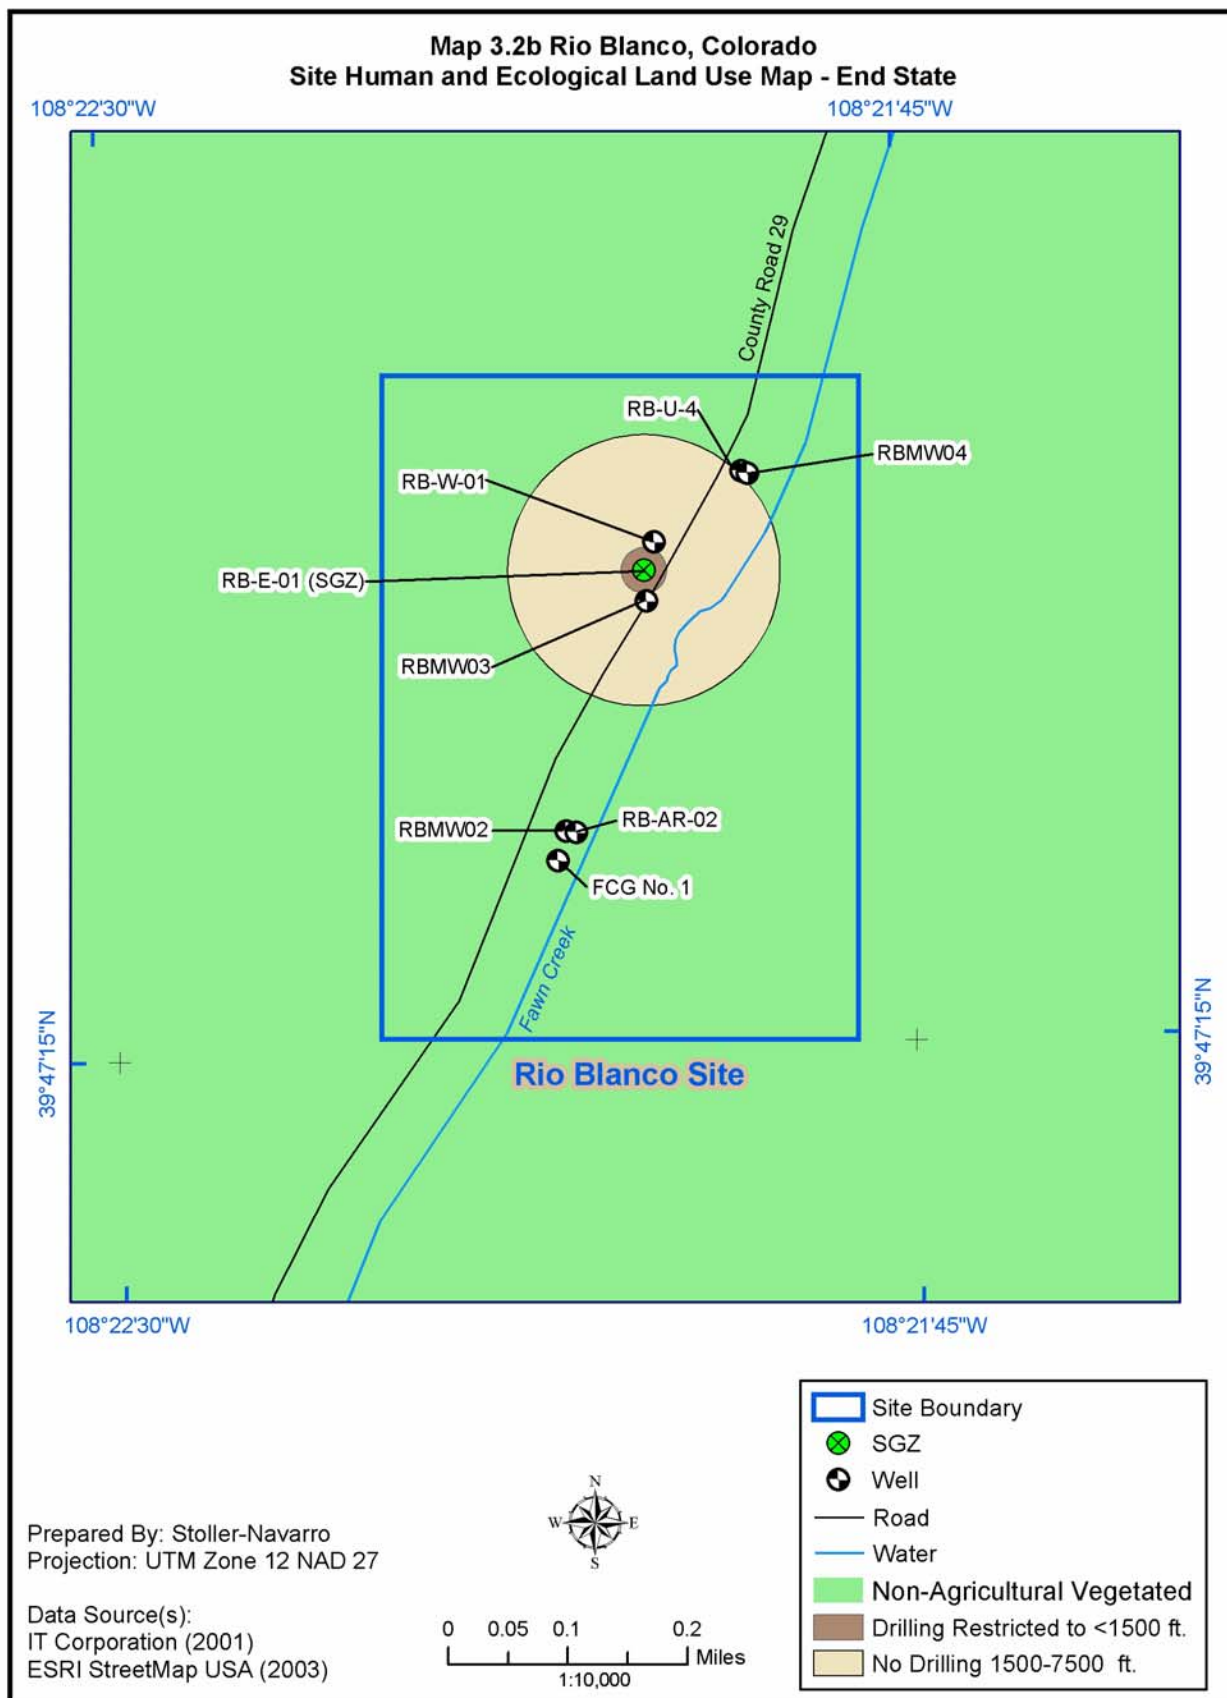 Map 3.2b Rio Blanco, Colorado
Site Human and Ecological Land Use Map - End State
108°22'30"W
108°21'45"W
County Road 29
RB-U-4
RBMW04
RB-W-01
RB-E-01 (SGZ)
RBMW03
RBMW02
RB-AR-02
FCG No. 1
Fawn Creek
39°47'15"N
39°47'15"N
Rio Blanco Site
108°22'30"W
108°21'45"W
Site Boundary
SGZ
Well
Road
Water
Non-Agricultural Vegetated
Drilling Restricted to <1500 ft.
No Drilling 1500-7500 ft.
N
W E
S
Prepared By: Stoller-Navarro
Projection: UTM Zone 12 NAD 27
Data Source(s):
IT Corporation (2001)
ESRI StreetMap USA (2003)
0 0.05 0.1 0.2
Miles
1:10,000